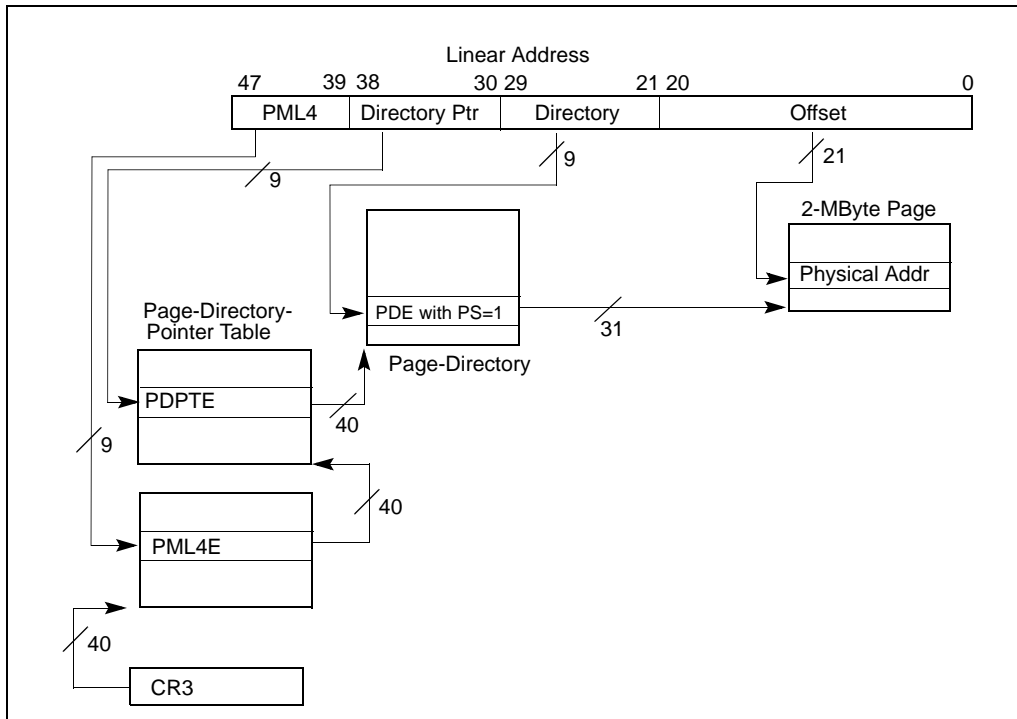 Linear Address
47 39 38 30 29 21 20 0
PML4 Directory Ptr Directory Offset
9
9
21
2-MByte Page
Physical Addr
PDE with PS=1
31
Page-Directory-
Pointer Table
Page-Directory
PDPTE
40
9
40
PML4E
40
CR3